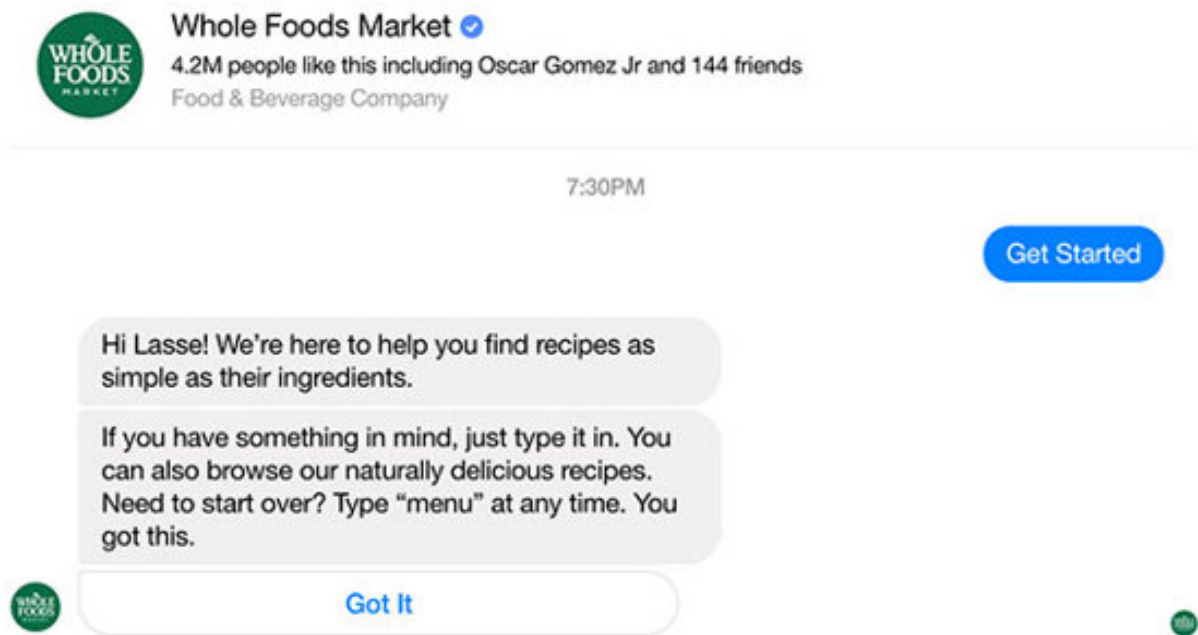 WHOLE
FOODS
MARKET
Whole Foods Market
4.2M people like this including Oscar Gomez Jr and 144 friends
Food & Beverage Company
7:30PM
Get Started
Hi Lasse! We’re here to help you find recipes as
simple as their ingredients.
If you have something in mind, just type it in. You
can also browse our naturally delicious recipes.
Need to start over? Type “menu” at any time. You
got this.
WHOLE
FOODS
Got It